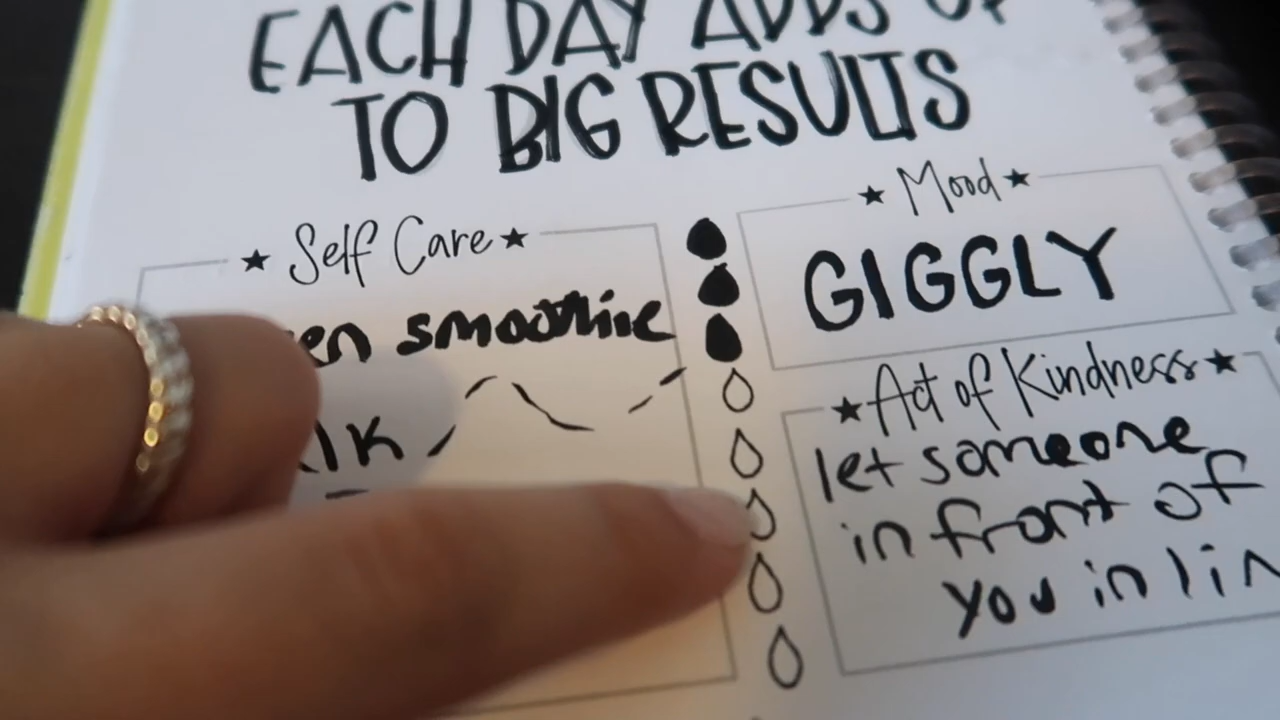 EACH DAY ADDS UP
TO BIG RESULTS
Self Care
smoothie
Mood
GIGGLY
Act of Kindness
let someone
in front of
you in